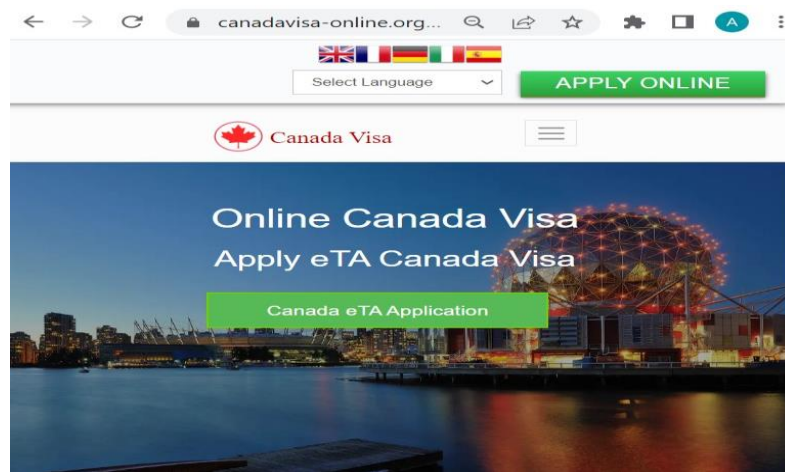 canadavisa-online.org...
A
Select Language
APPLY ONLINE
Canada Visa
Online Canada Visa
Apply eTA Canada Visa
Canada eTA Application